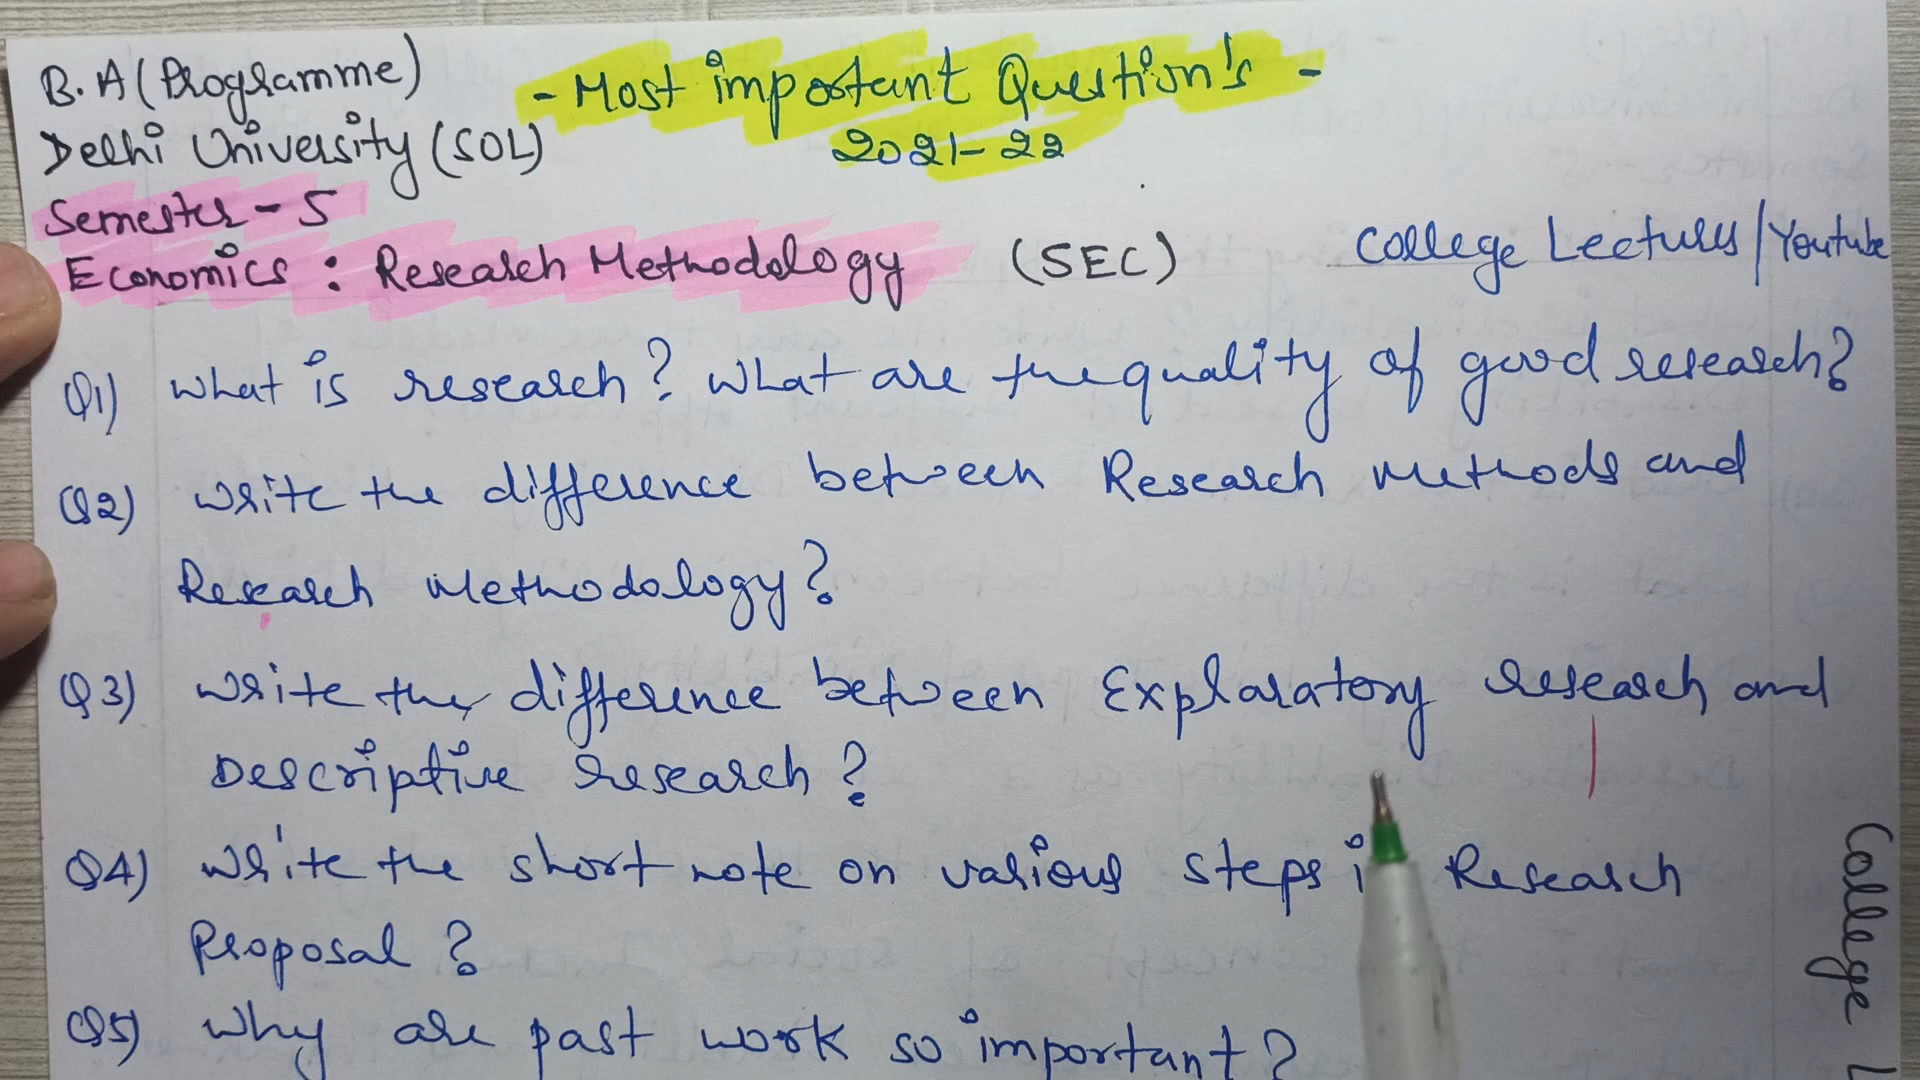 B.A (Programme)
- Most important Question's -
Delhi University (SOL)
2021-22
Semester - 5
Economics : Research Methodology (SEC)
College Lectures / Youtube
Q1) What is research? What are the quality of good research?
Q2) Write the difference between Research Methods and
Research Methodology?
Q3) Write the difference between Explaratory research and
Descriptive research?
Q4) Write the short note on various steps i Research
Proposal?
Q5) Why are past work so important?
College L